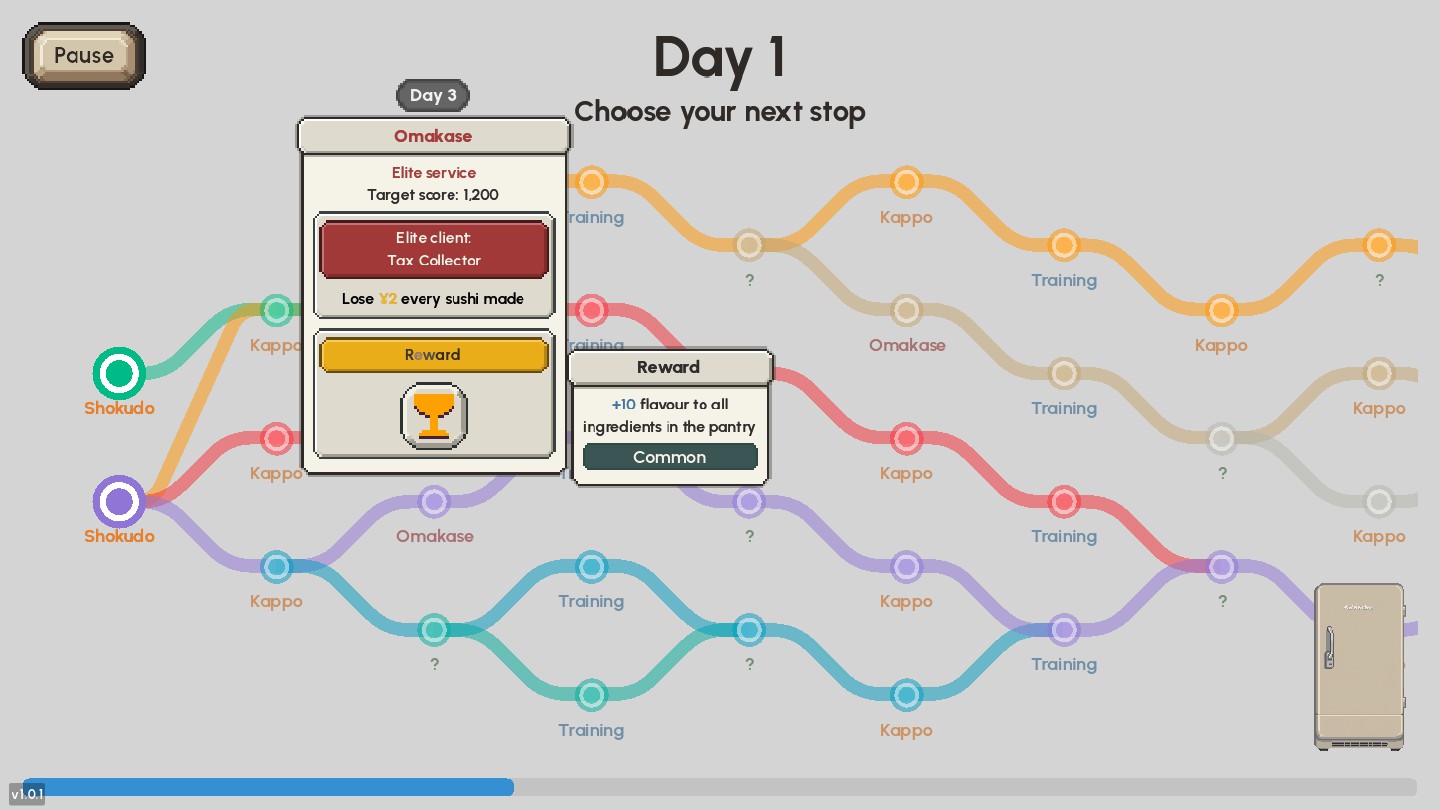 Pause
Day 1
Choose your next stop
Day 3
Omakase
Elite service
Target score: 1,200
Elite client:
Tax Collector
Lose ¥2 every sushi made
Reward
Reward
+10 flavour to all
ingredients in the pantry
Common
Training
Kappo
?
Training
?
Kappo
Training
Omakase
Kappo
Shokudo
Training
Kappo
Kappo
Kappo
?
Shokudo
Omakase
?
Training
Kappo
Kappo
Training
Kappo
?
?
?
Training
Training
Kappo
v1.0.1